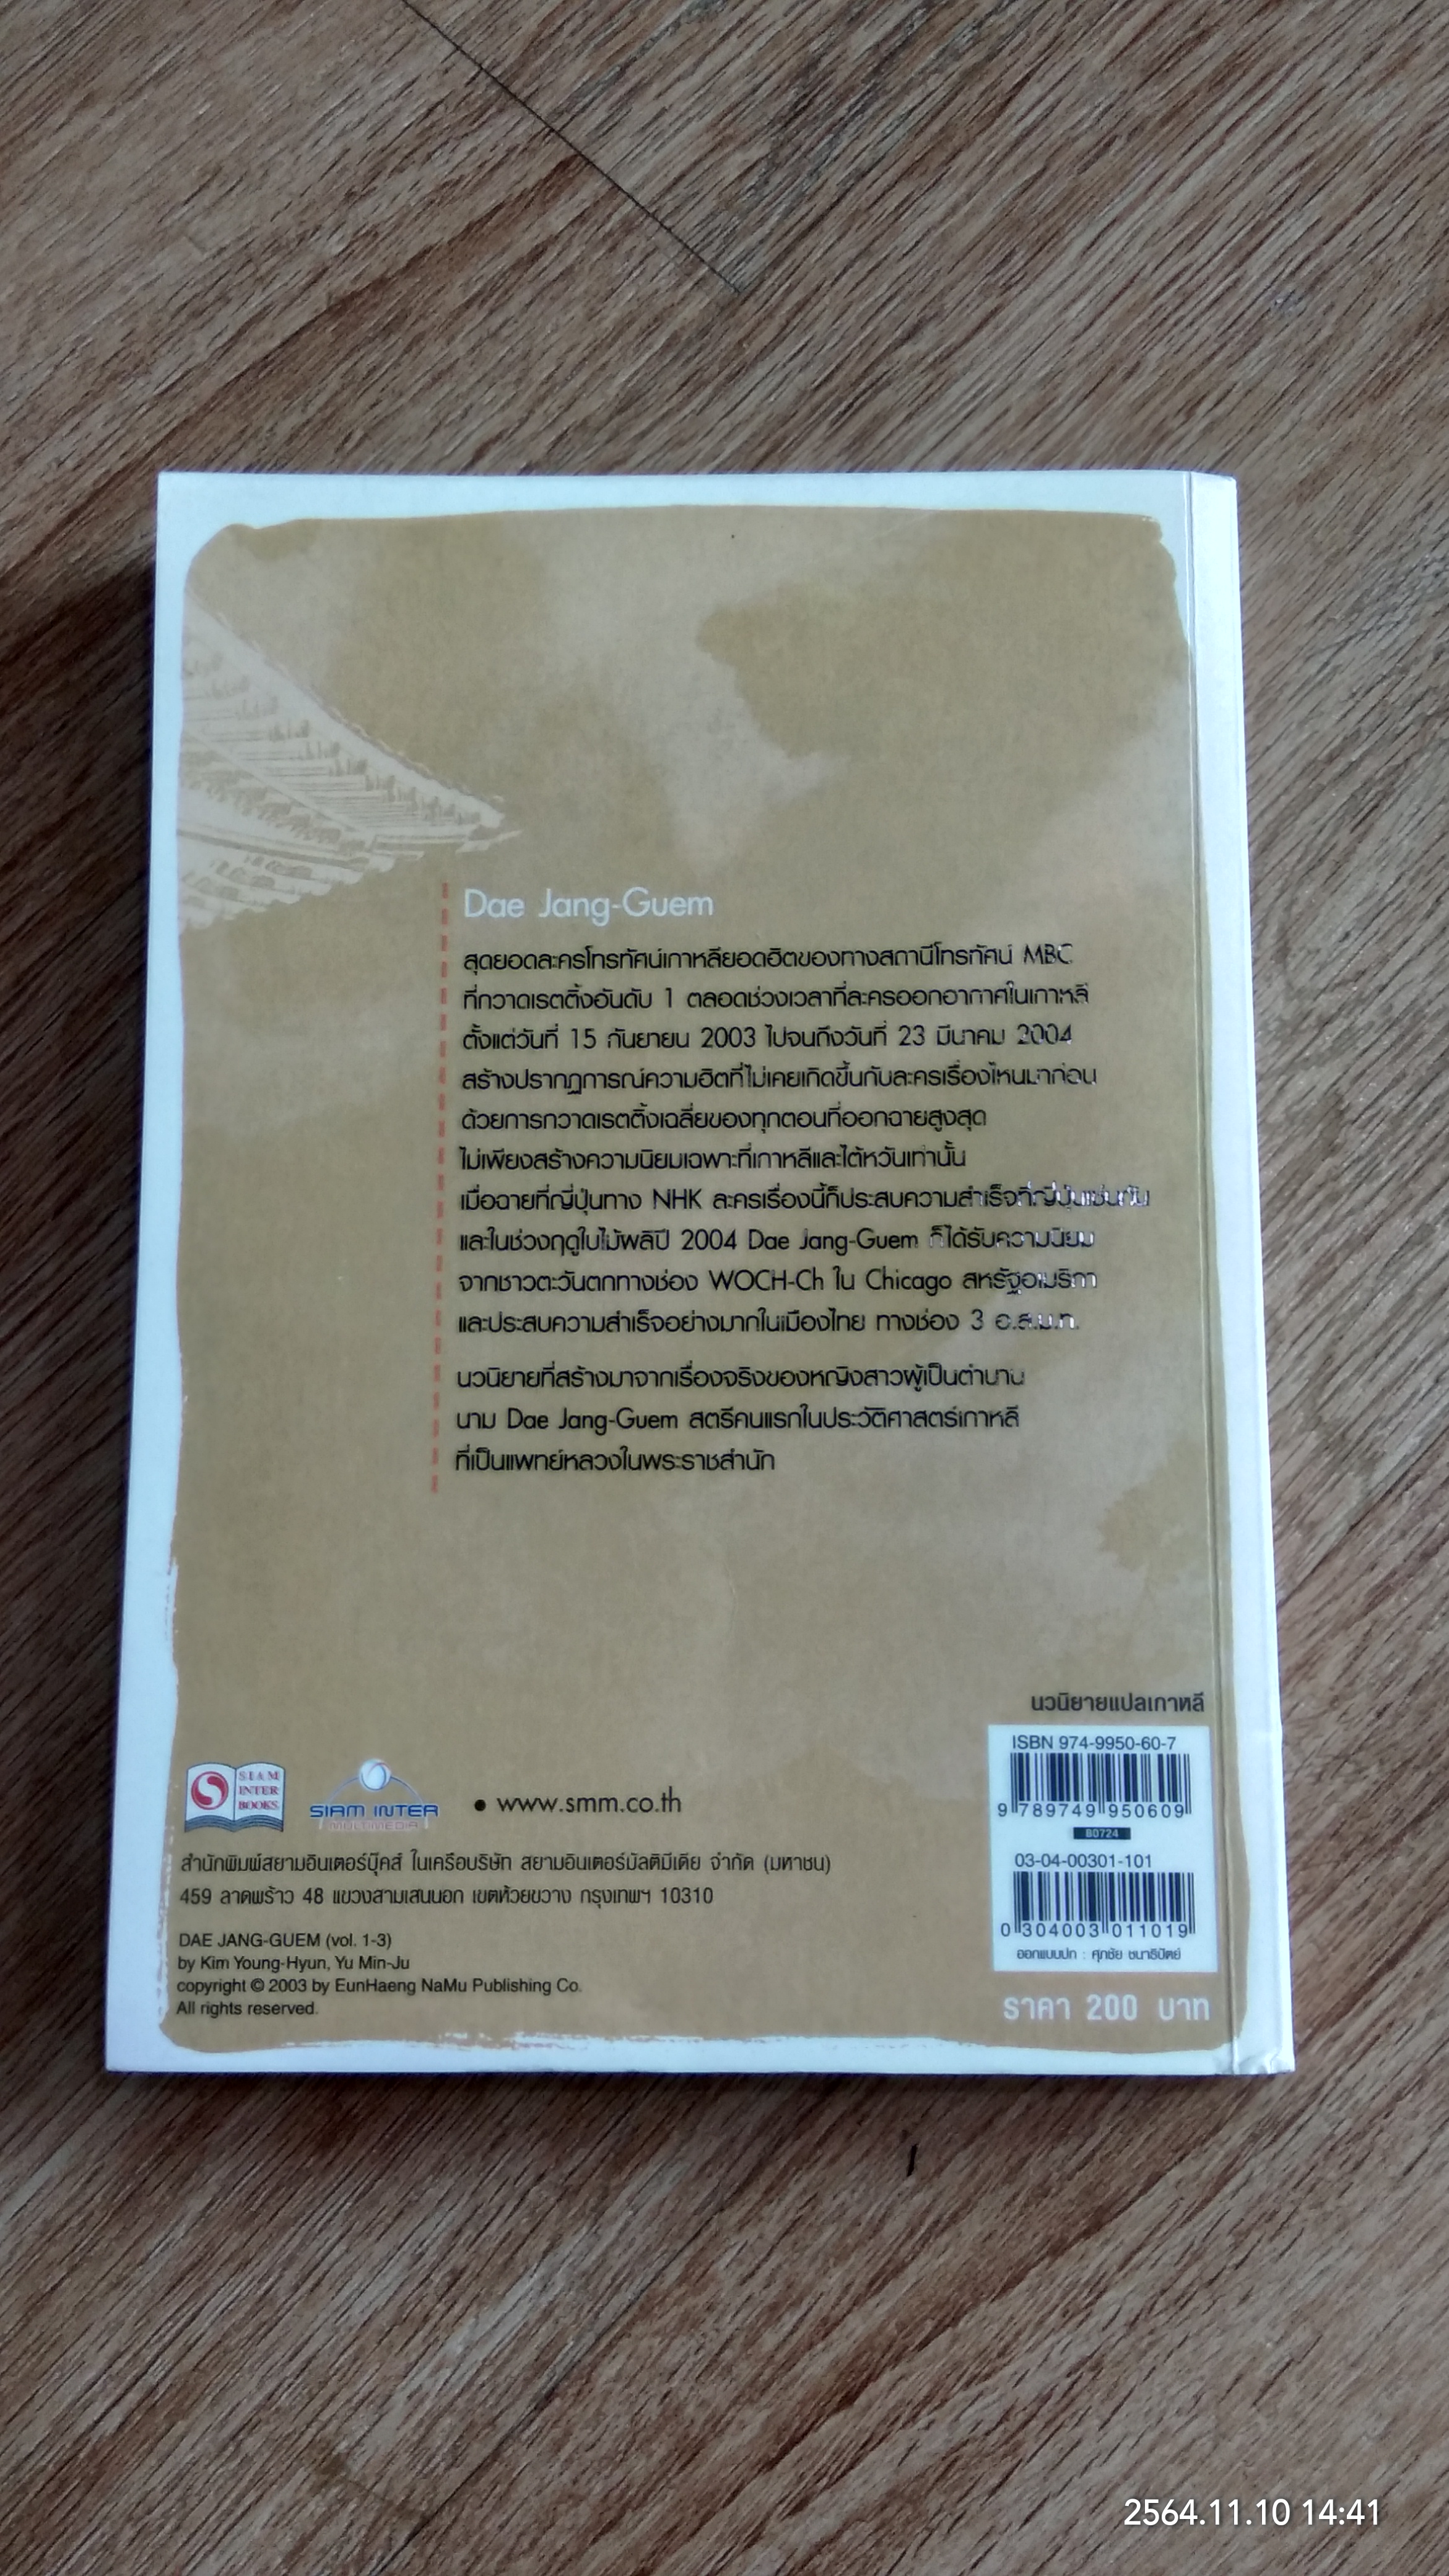 Dae Jang-Guem
สุดยอดละครโทรทัศน์เกาหลียอดฮิตของทางสถานีโทรทัศน์ MBC
ที่กวาดเรตติ้งอันดับ 1 ตลอดช่วงเวลาที่ละครออกอากาศในเกาหลี
ตั้งแต่วันที่ 15 กันยายน 2003 ไปจนถึงวันที่ 23 มีนาคม 2004
สร้างปรากฏการณ์ความฮิตที่ไม่เคยเกิดขึ้นกับละครเรื่องไหนมาก่อน
ด้วยการกวาดเรตติ้งเฉลี่ยของทุกตอนที่ออกฉายสูงสุด
ไม่เพียงสร้างความนิยมเฉพาะที่เกาหลีและไต้หวันเท่านั้น
เมื่อฉายที่ญี่ปุ่นทาง NHK ละครเรื่องนี้ก็ประสบความสำเร็จที่ญี่ปุ่นเช่นกัน
และในช่วงฤดูใบไม้ผลิปี 2004 Dae Jang-Guem ก็ได้รับความนิยม
จากชาวตะวันตกทางช่อง WOCH-Ch ใน Chicago สหรัฐอเมริกา
และประสบความสำเร็จอย่างมากในเมืองไทย ทางช่อง 3 อ.ส.ม.ท.
นวนิยายที่สร้างมาจากเรื่องจริงของหญิงสาวผู้เป็นตำนาน
นาม Dae Jang-Guem สตรีคนแรกในประวัติศาสตร์เกาหลี
ที่เป็นแพทย์หลวงในพระราชสำนัก
นวนิยายแปลเกาหลี
ISBN 974-9950-60-7
9 789749 950609
80724
03-04-00301-101
0 304003 011019
ออกแบบปก : ศุภชัย ชนาธิปัตย์
ราคา 200 บาท
SIAM
INTER
BOOKS
SIAM INTER
MULTIMEDIA
• www.smm.co.th
สำนักพิมพ์สยามอินเตอร์บุ๊คส์ ในเครือบริษัท สยามอินเตอร์มัลติมีเดีย จำกัด (มหาชน)
459 ลาดพร้าว 48 แขวงสามเสนนอก เขตห้วยขวาง กรุงเทพฯ 10310
DAE JANG-GUEM (vol. 1-3)
by Kim Young-Hyun, Yu Min-Ju
copyright © 2003 by EunHaeng NaMu Publishing Co.
All rights reserved.
2564.11.10 14:41